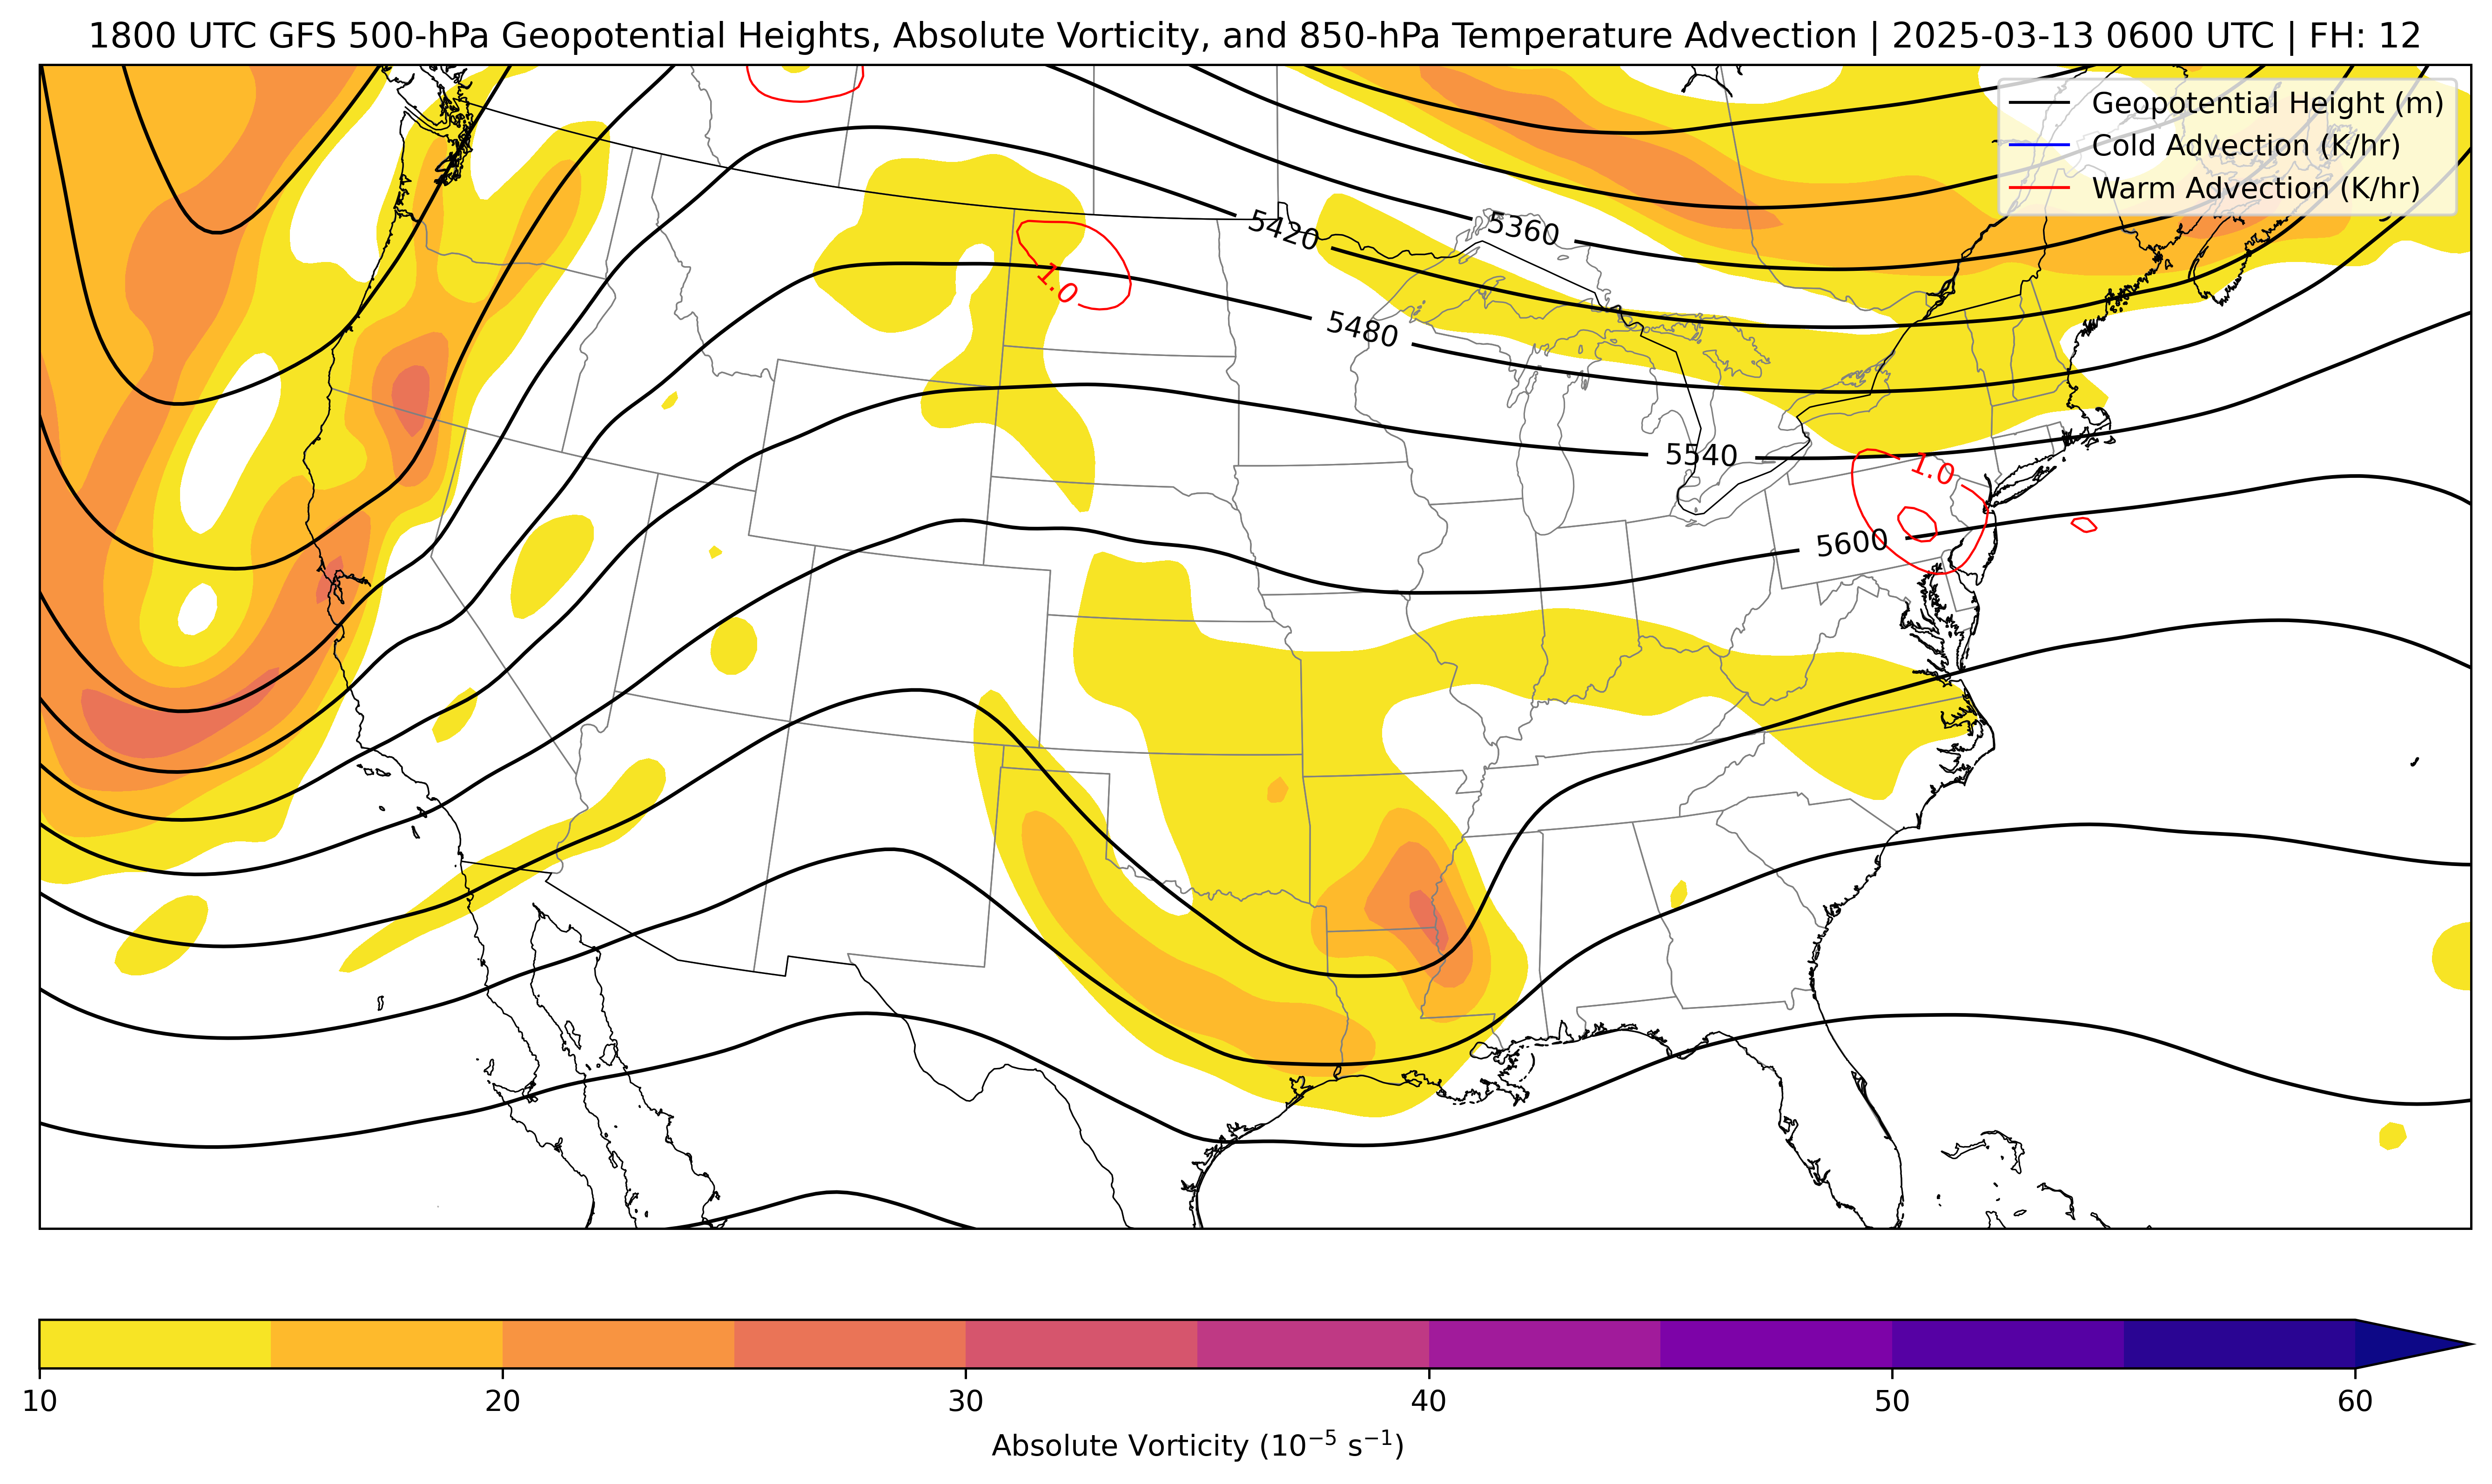 1800 UTC GFS 500-hPa Geopotential Heights, Absolute Vorticity, and 850-hPa Temperature Advection | 2025-03-13 0600 UTC | FH: 12
Geopotential Height (m)
Cold Advection (K/hr)
Warm Advection (K/hr)
5420
5360
1.0
5480
5540
1.0
5600
10 20 30 40 50 60
Absolute Vorticity (10⁻⁵ s⁻¹)